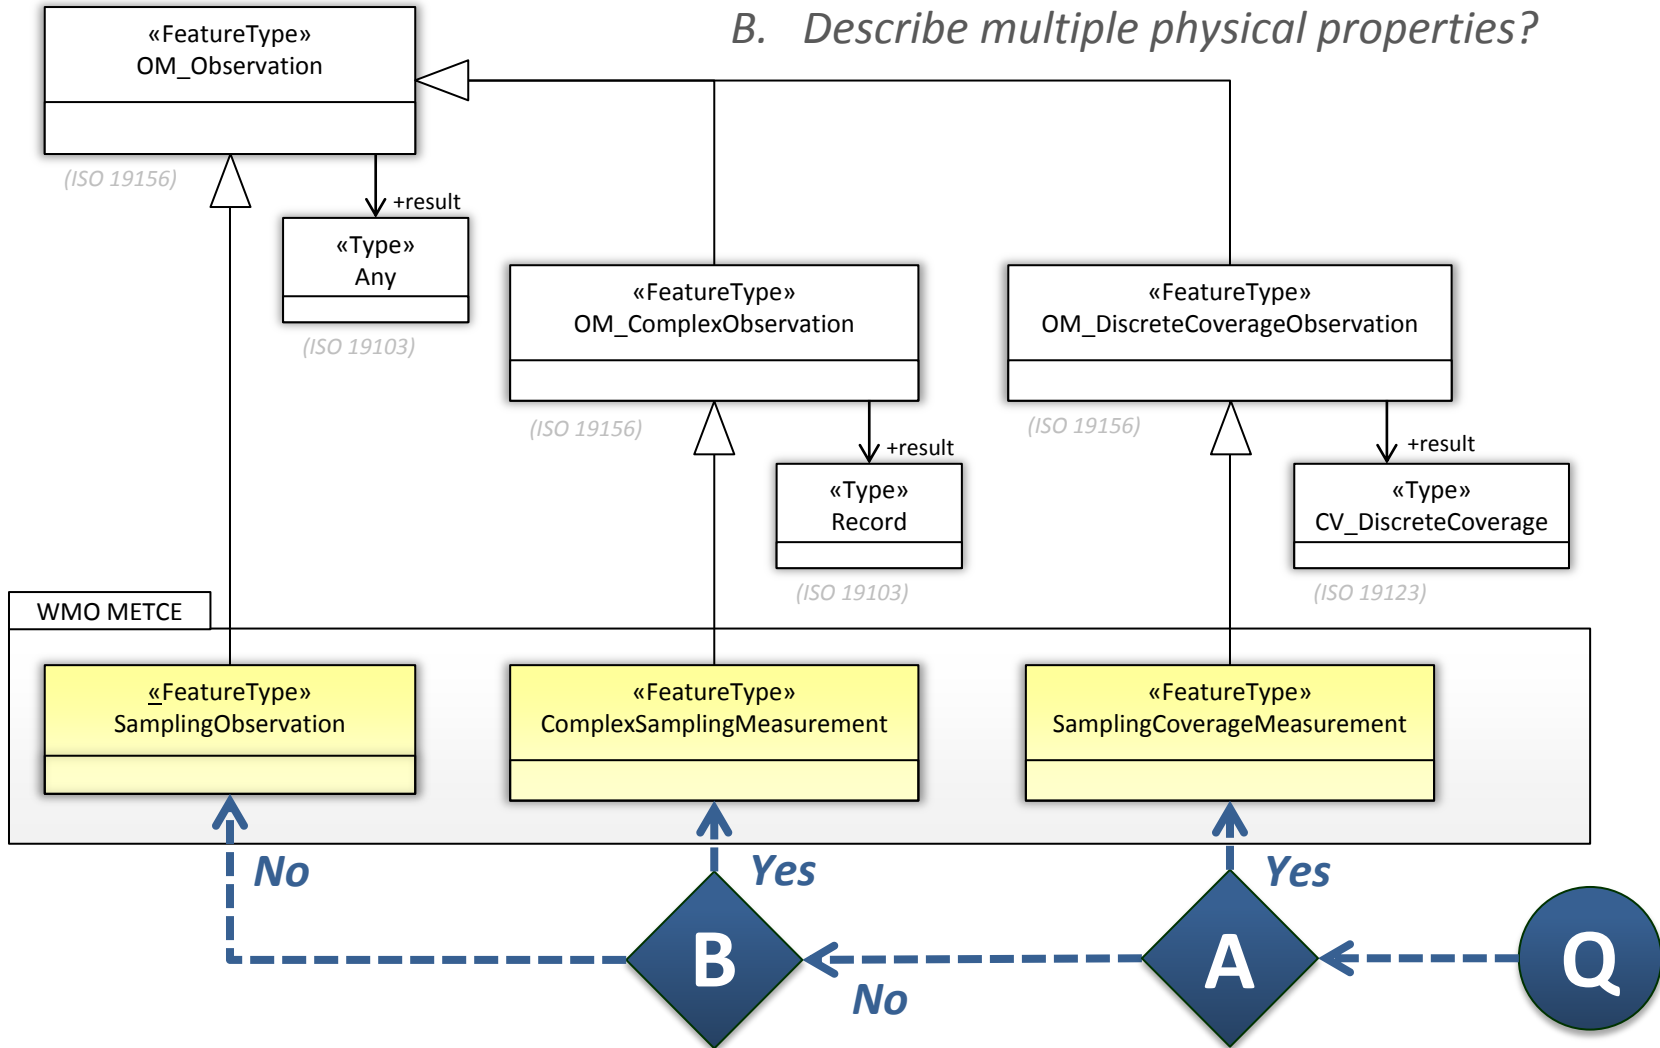 B. Describe multiple physical properties?
«FeatureType»
OM_Observation
(ISO 19156)
+result
«Type»
Any
(ISO 19103)
«FeatureType»
OM_ComplexObservation
(ISO 19156)
+result
«Type»
Record
(ISO 19103)
«FeatureType»
OM_DiscreteCoverageObservation
(ISO 19156)
+result
«Type»
CV_DiscreteCoverage
(ISO 19123)
WMO METCE
«FeatureType»
SamplingObservation
«FeatureType»
ComplexSamplingMeasurement
«FeatureType»
SamplingCoverageMeasurement
No
Yes
Yes
B
A
Q
No